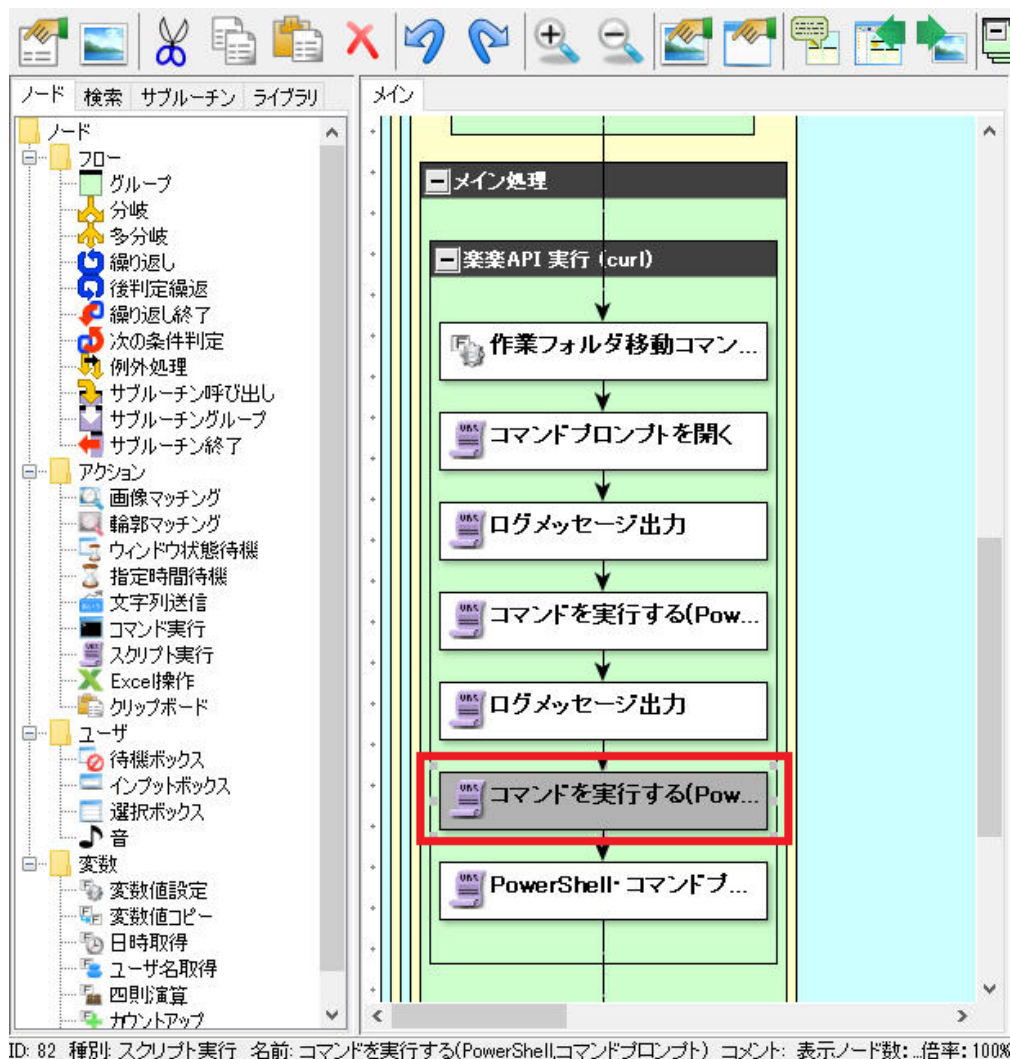 ノード 検索 サブルーチン ライブラリ
ノード
フロー
グループ
分岐
多分岐
繰り返し
後判定繰返
繰り返し終了
次の条件判定
例外処理
サブルーチン呼び出し
サブルーチングループ
サブルーチン終了
アクション
画像マッチング
輪郭マッチング
ウィンドウ状態待機
指定時間待機
文字列送信
コマンド実行
スクリプト実行
Excel操作
クリップボード
ユーザ
待機ボックス
インプットボックス
選択ボックス
音
変数
変数値設定
変数値コピー
日時取得
ユーザ名取得
四則演算
カウントアップ
メイン
メイン処理
楽楽API 実行 (curl)
作業フォルダ移動コマン...
コマンドプロンプトを開く
ログメッセージ出力
コマンドを実行する(Pow...
ログメッセージ出力
コマンドを実行する(Pow...
PowerShell・コマンドプ...
ID: 82 種別: スクリプト実行 名前: コマンドを実行する(PowerShell,コマンドプロンプト) コメント: 表示ノード数: ...倍率: 100%